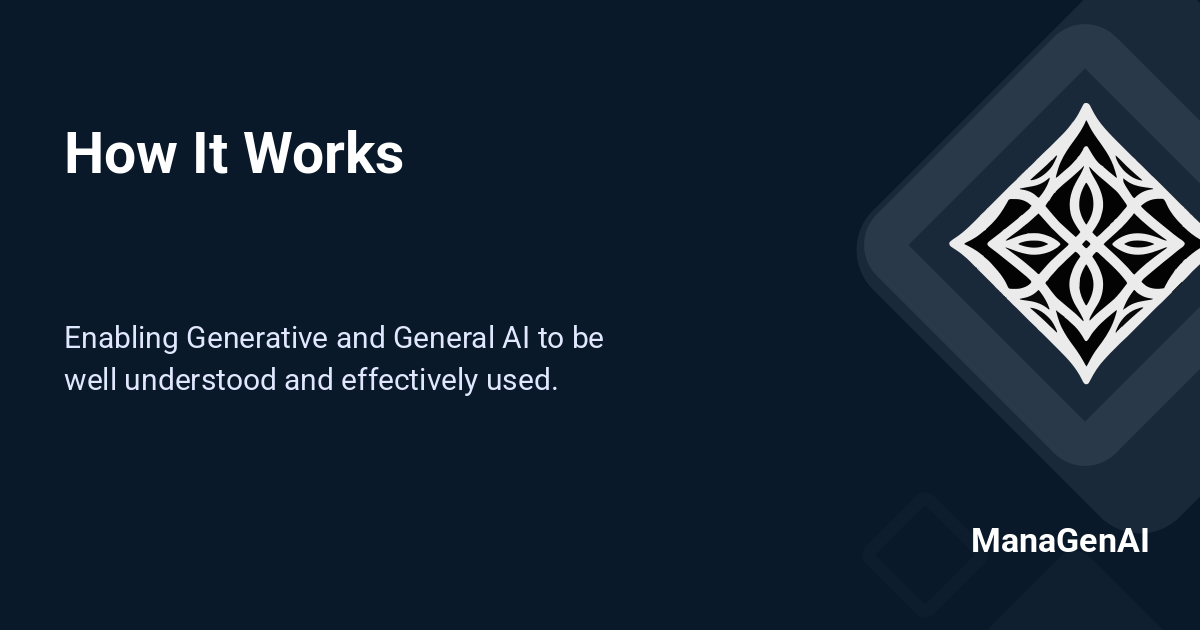 How It Works
Enabling Generative and General AI to be
well understood and effectively used.
ManaGenAI